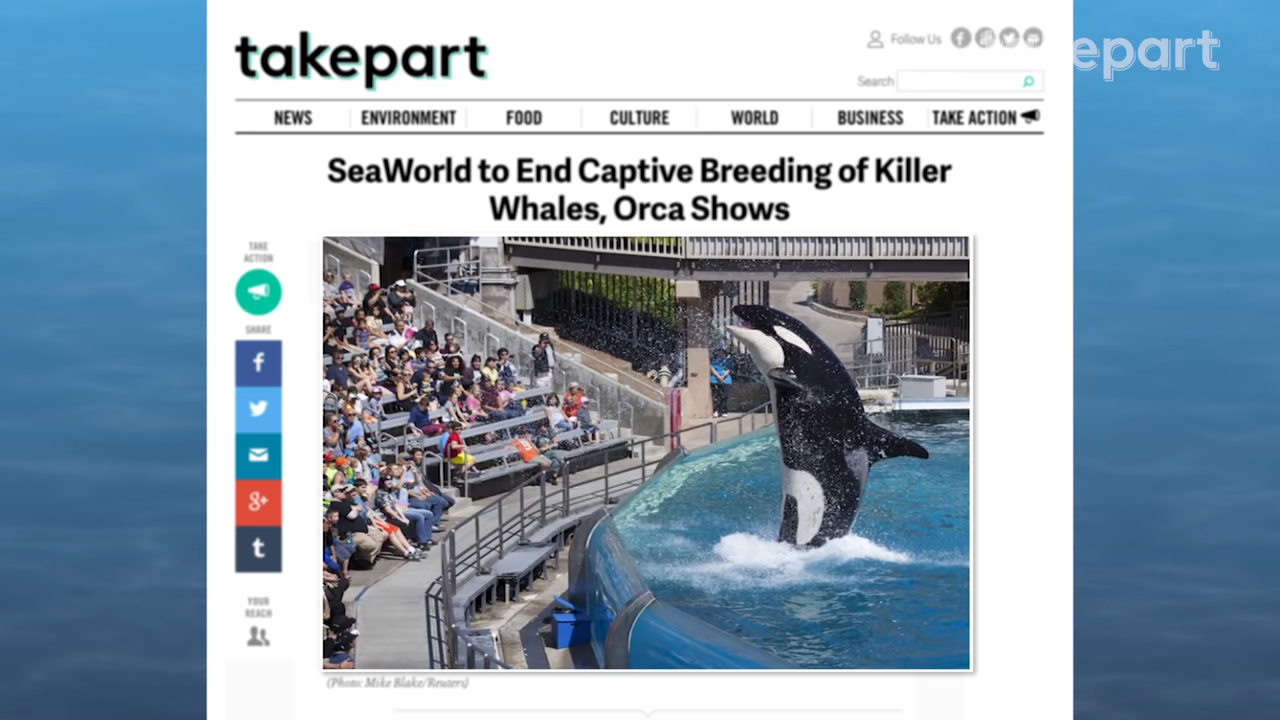 takepart
Follow Us
epart
Search
NEWS
ENVIRONMENT
FOOD
CULTURE
WORLD
BUSINESS
TAKE ACTION
SeaWorld to End Captive Breeding of Killer
Whales, Orca Shows
TAKE
ACTION
SHARE
f
8+
t
YOUR
REACH
(Photo: Mike Blake/Reuters)